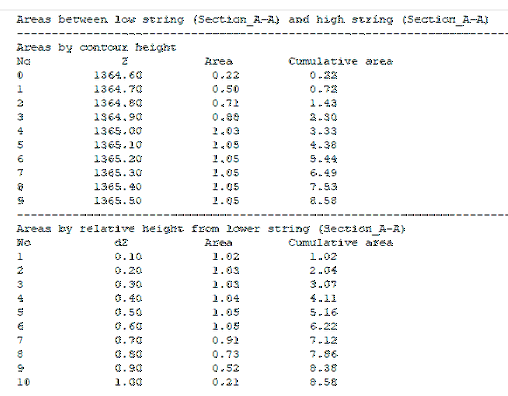 Areas between low string (Section_A-A) and high string (Section_A-A)
Areas by contour height
No Z Area Cumulative area
0 1364.60 0.22 0.22
1 1364.70 0.50 0.72
2 1364.80 0.71 1.43
3 1364.90 0.88 2.30
4 1365.00 1.03 3.33
5 1365.10 1.05 4.38
6 1365.20 1.05 5.44
7 1365.30 1.05 6.49
8 1365.40 1.05 7.53
9 1365.50 1.05 8.58
Areas by relative height from lower string (Section_A-A)
No dZ Area Cumulative area
1 0.10 1.02 1.02
2 0.20 1.03 2.04
3 0.30 1.03 3.07
4 0.40 1.04 4.11
5 0.50 1.05 5.16
6 0.60 1.05 6.22
7 0.70 0.91 7.12
8 0.80 0.73 7.86
9 0.90 0.52 8.38
10 1.00 0.21 8.58